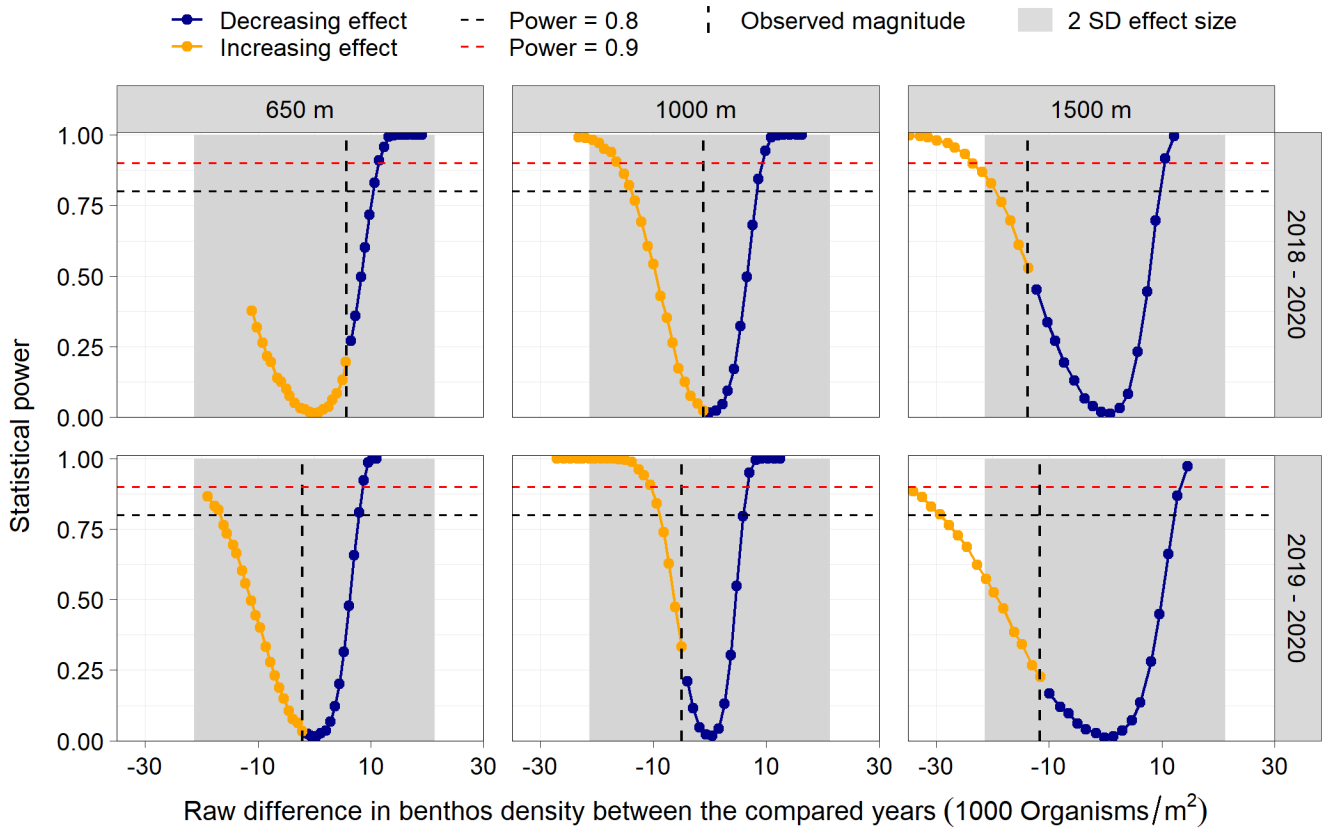 Decreasing effect Power = 0.8 Observed magnitude 2 SD effect size
Increasing effect Power = 0.9
650 m 1000 m 1500 m
1.00
0.75
0.50
0.25
0.00
2018 - 2020
Statistical power
1.00
0.75
0.50
0.25
0.00
2019 - 2020
-30 -10 10 30 -30 -10 10 30 -30 -10 10 30
Raw difference in benthos density between the compared years (1000 Organisms/m²)